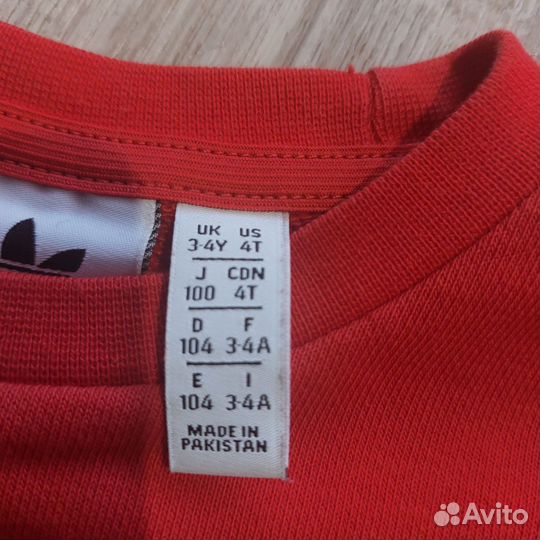 UK US
3-4Y 4T
J CDN
100 4T
D F
104 3-4A
E I
104 3-4A
MADE IN
PAKISTAN
Avito